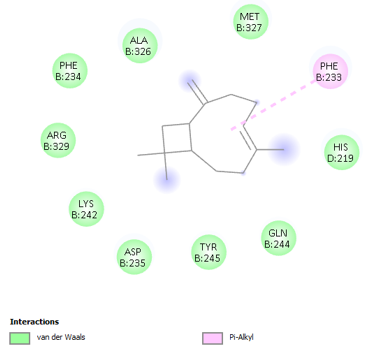 MET
B:327
ALA
B:326
PHE
B:234
PHE
B:233
ARG
B:329
HIS
D:219
LYS
B:242
GLN
B:244
TYR
B:245
ASP
B:235
Interactions
van der Waals
Pi-Alkyl